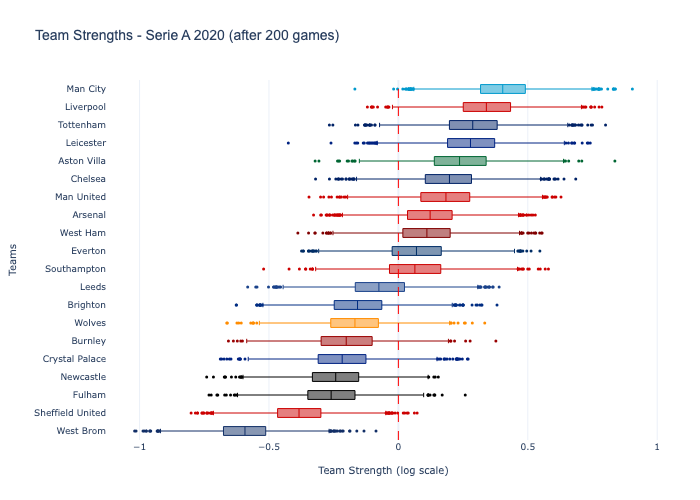 Team Strengths - Serie A 2020 (after 200 games)
Man City
Liverpool
Tottenham
Leicester
Aston Villa
Chelsea
Man United
Arsenal
West Ham
Everton
Southampton
Leeds
Brighton
Wolves
Burnley
Crystal Palace
Newcastle
Fulham
Sheffield United
West Brom
Teams
−1 −0.5 0 0.5 1
Team Strength (log scale)